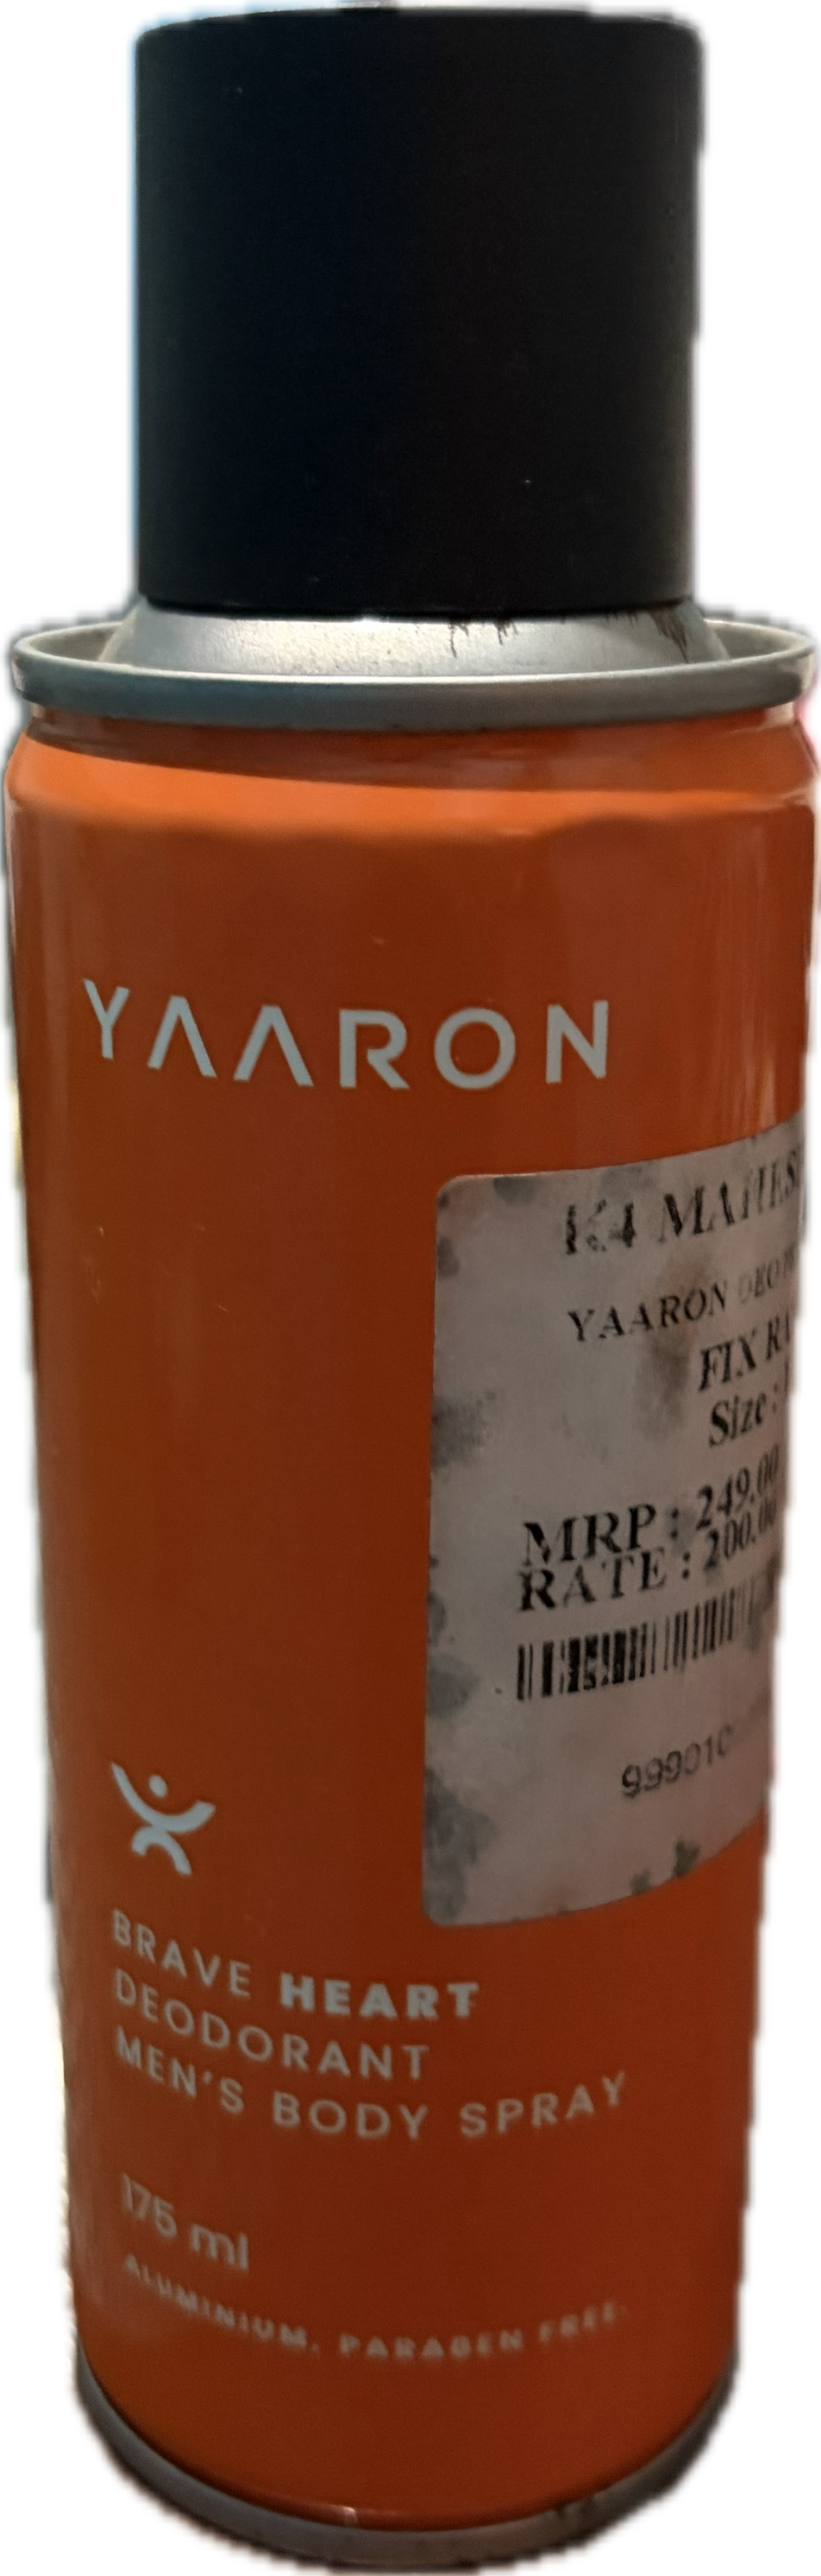 YAARON
K4
YAARON
FIX
Size :
MRP : 249.00
RATE : 200.00
BRAVE HEART
DEODORANT
MEN'S BODY SPRAY
175 ml
ALUMINIUM, PARABEN FREE